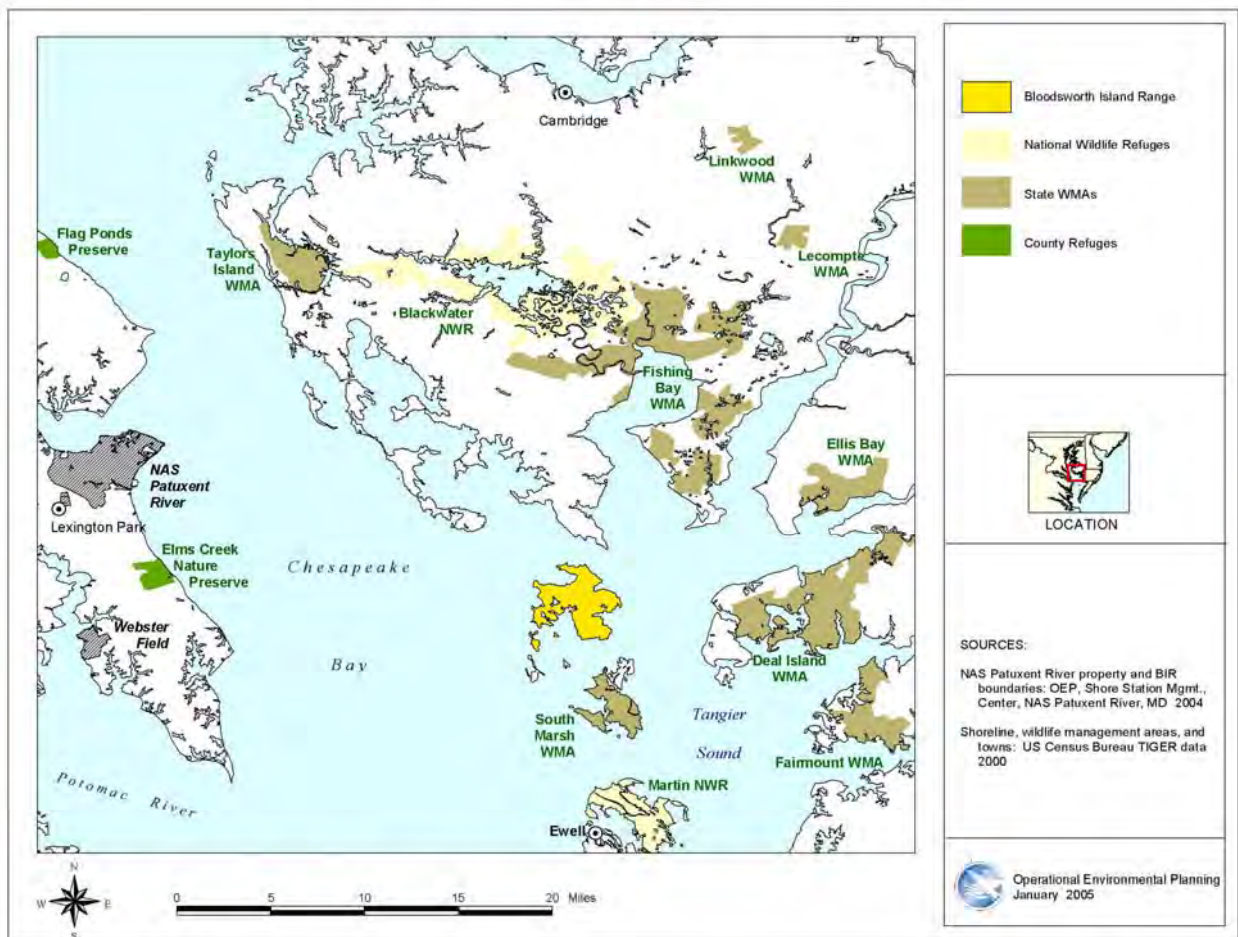 Cambridge
Linkwood
WMA
Flag Ponds
Preserve
Taylors
Island
WMA
Lecompte
WMA
Blackwater
NWR
Fishing
Bay
WMA
Ellis Bay
WMA
NAS
Patuxent
River
Lexington Park
Elms Creek
Nature
Preserve
Chesapeake
Webster
Field
Bay
Deal Island
WMA
South
Marsh
WMA
Tangier
Sound
Fairmount WMA
Potomac River
Martin NWR
Ewell
N
W E
S
0 5 10 15 20 Miles
Bloodsworth Island Range
National Wildlife Refuges
State WMAs
County Refuges
LOCATION
SOURCES:
NAS Patuxent River property and BIR
boundaries: OEP, Shore Station Mgmt.,
Center, NAS Patuxent River, MD 2004
Shoreline, wildlife management areas, and
towns: US Census Bureau TIGER data
2000
Operational Environmental Planning
January 2005